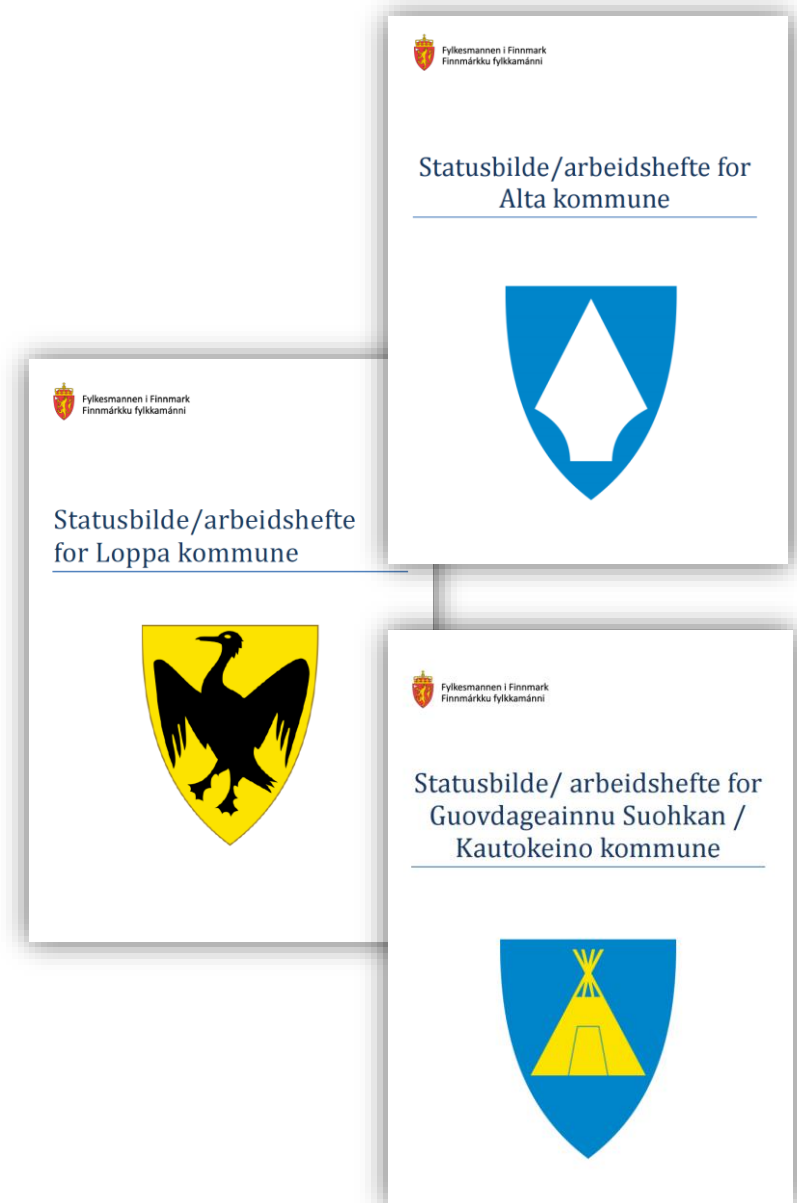 Fylkesmannen i Finnmark
Finnmárkku fylkkamánni
Statusbilde/arbeidshefte for
Alta kommune
Fylkesmannen i Finnmark
Finnmárkku fylkkamánni
Statusbilde/arbeidshefte
for Loppa kommune
Fylkesmannen i Finnmark
Finnmárkku fylkkamánni
Statusbilde/ arbeidshefte for
Guovdageainnu Suohkan /
Kautokeino kommune